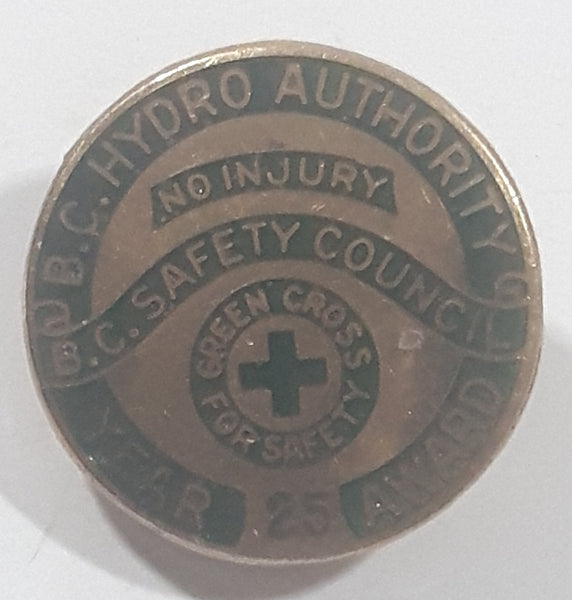 B.C. HYDRO AUTHORITY
NO INJURY
B.C. SAFETY COUNCIL
GREEN CROSS
FOR SAFETY
YEAR 25 AWARD